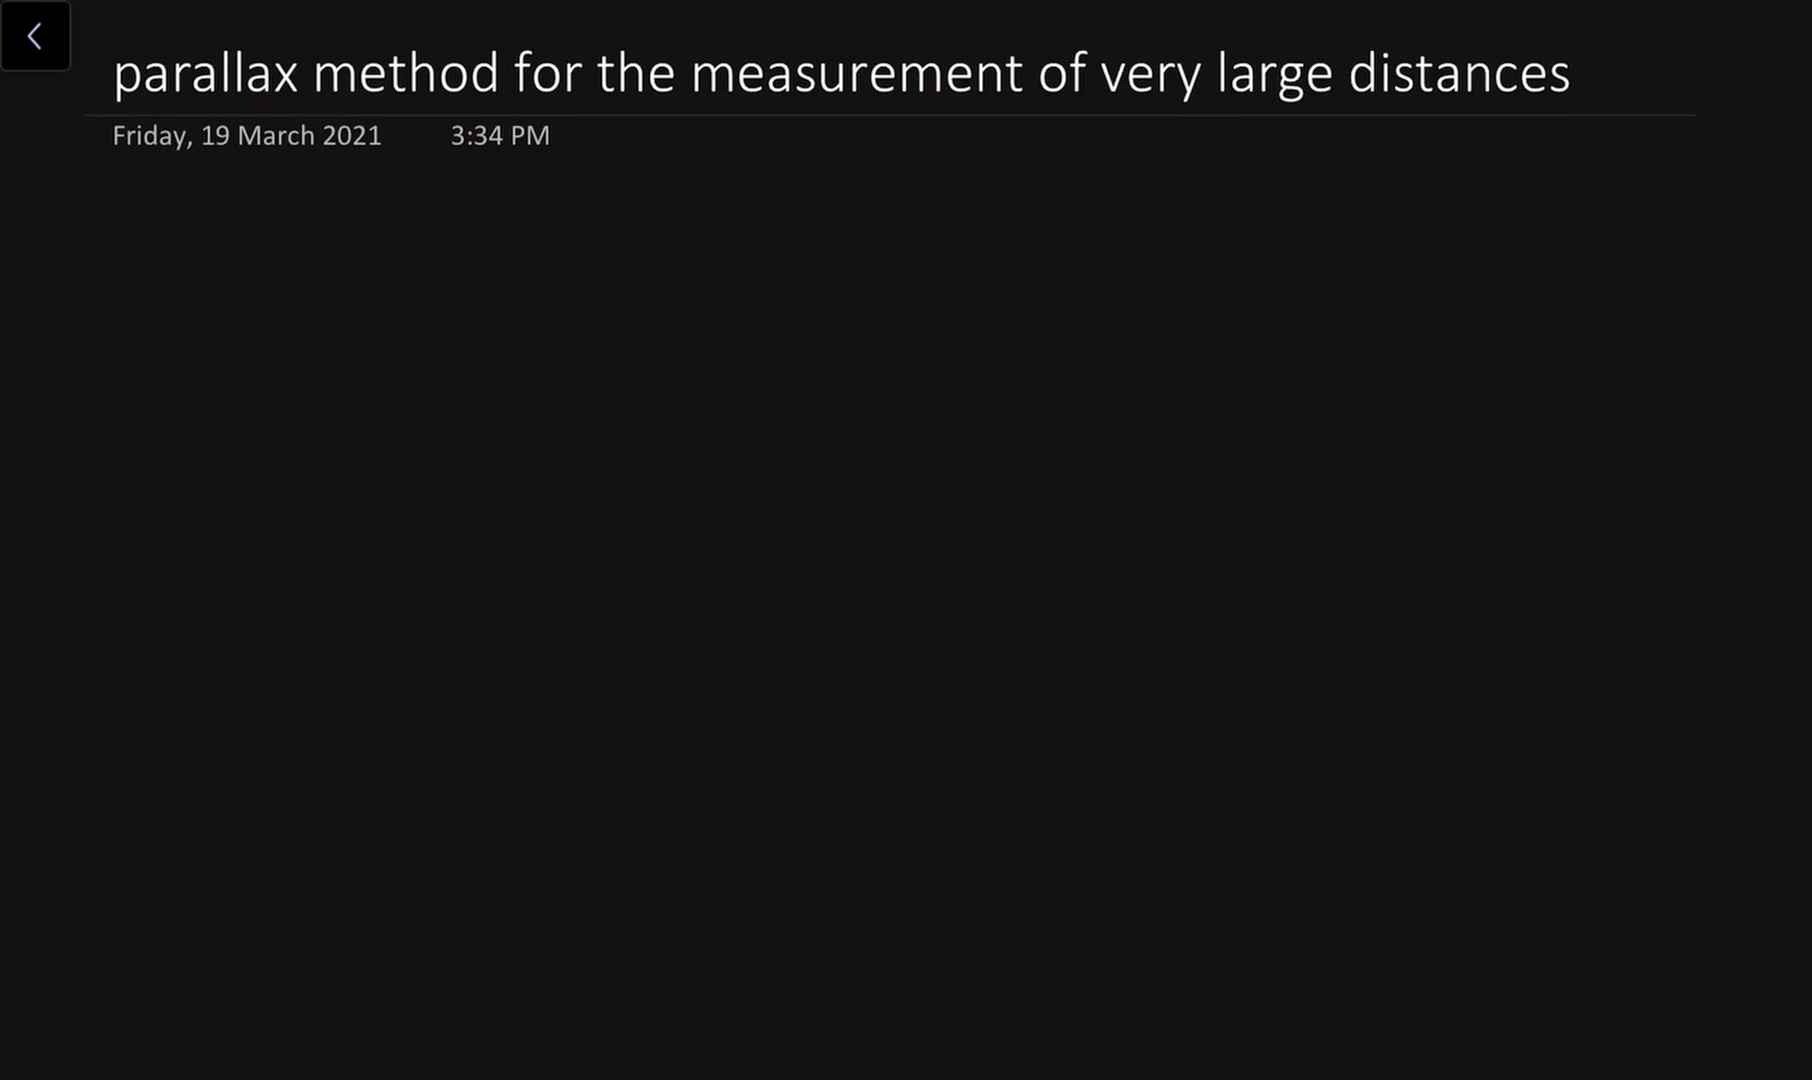 parallax method for the measurement of very large distances
Friday, 19 March 2021 3:34 PM